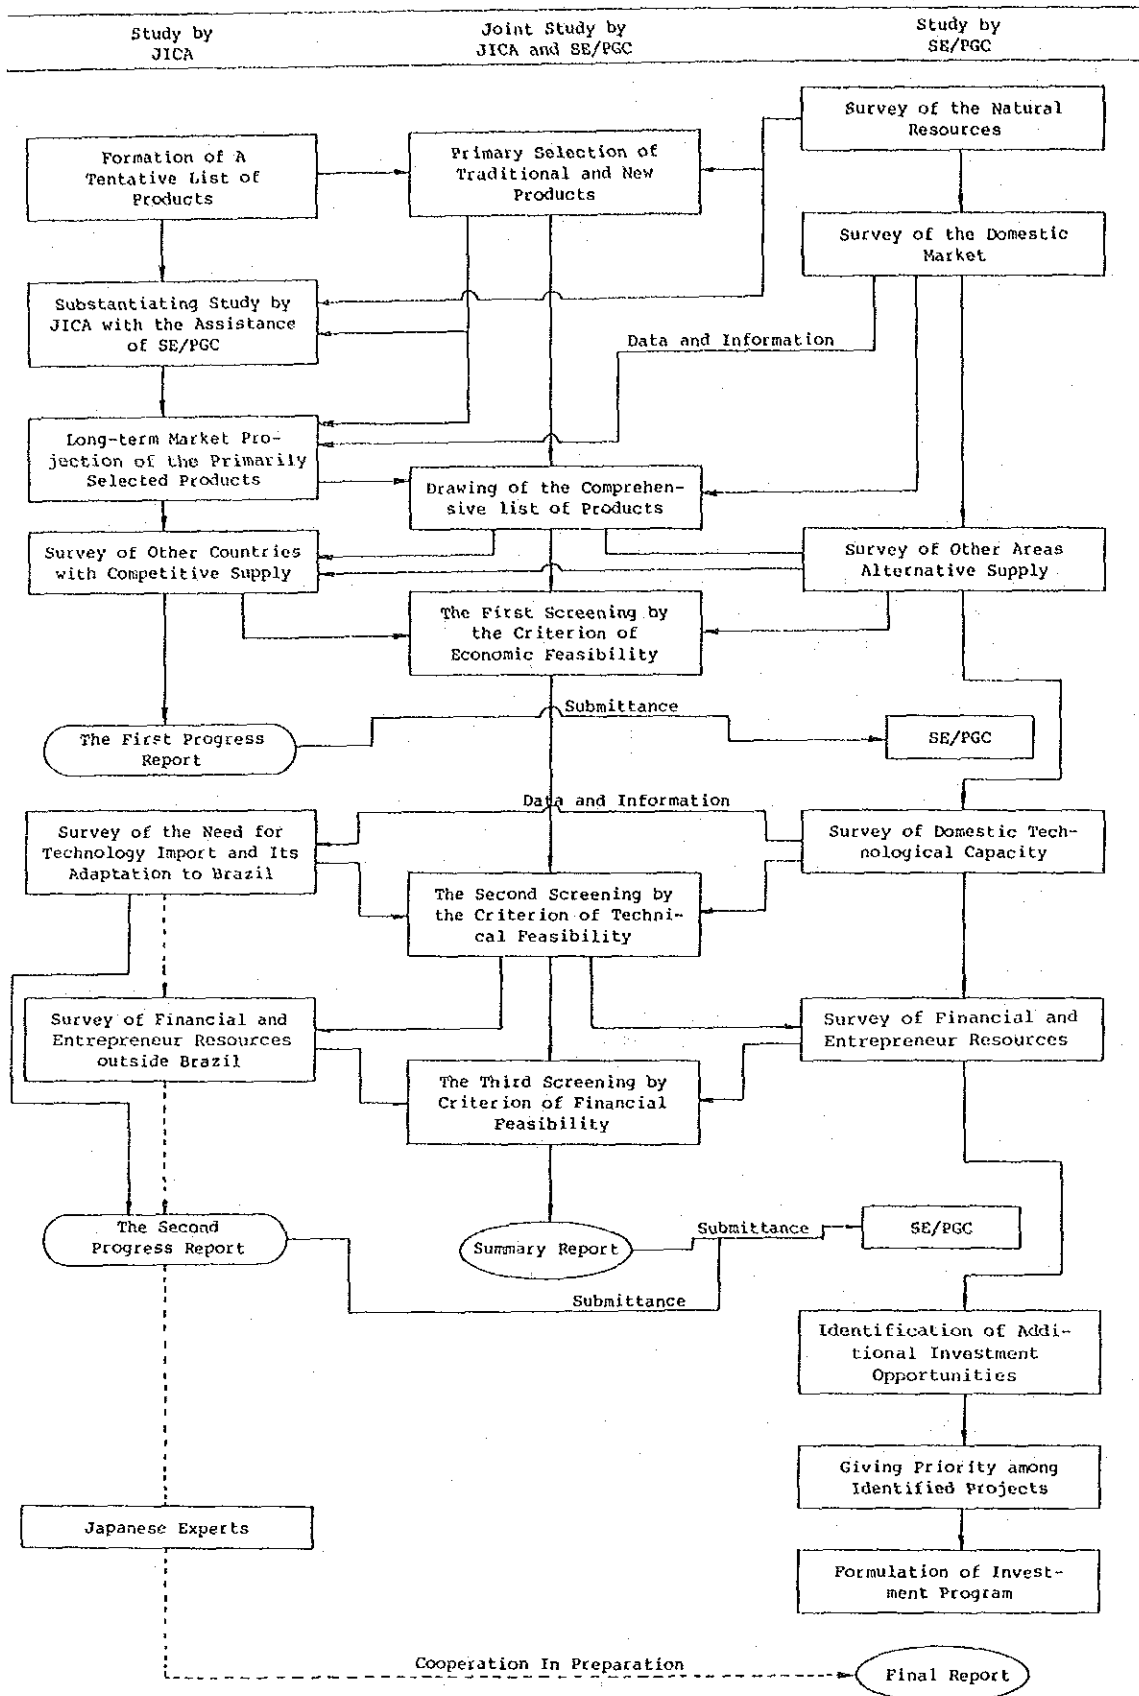 Study by
JICA
Joint Study by
JICA and SE/PGC
Study by
SE/PGC
Survey of the Natural
Resources
Formation of A
Tentative List of
Products
Primary Selection of
Traditional and New
Products
Survey of the Domestic
Market
Substantiating Study by
JICA with the Assistance
of SE/PGC
Data and Information
Long-term Market Pro-
jection of the Primarily
Selected Products
Drawing of the Comprehen-
sive list of Products
Survey of Other Countries
with Competitive Supply
Survey of Other Areas
Alternative Supply
The First Screening by
the Criterion of
Economic Feasibility
Submittance
The First Progress
Report
SE/PGC
Data and Information
Survey of the Need for
Technology Import and Its
Adaptation to Brazil
Survey of Domestic Tech-
nological Capacity
The Second Screening by
the Criterion of Techni-
cal Feasibility
Survey of Financial and
Entrepreneur Resources
outside Brazil
Survey of Financial and
Entrepreneur Resources
The Third Screening by
Criterion of Financial
Feasibility
The Second
Progress Report
Summary Report
Submittance
SE/PGC
Submittance
Identification of Addi-
tional Investment
Opportunities
Giving Priority among
Identified Projects
Japanese Experts
Formulation of Invest-
ment Program
Cooperation In Preparation
Final Report